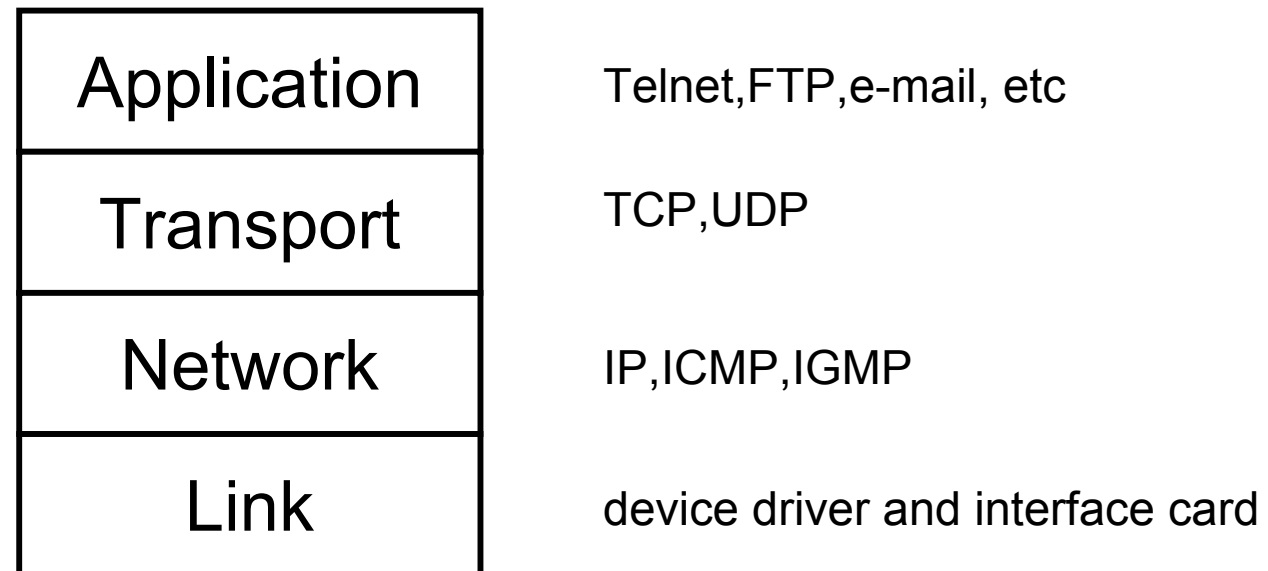 Application Telnet,FTP,e-mail, etc
Transport TCP,UDP
Network IP,ICMP,IGMP
Link device driver and interface card